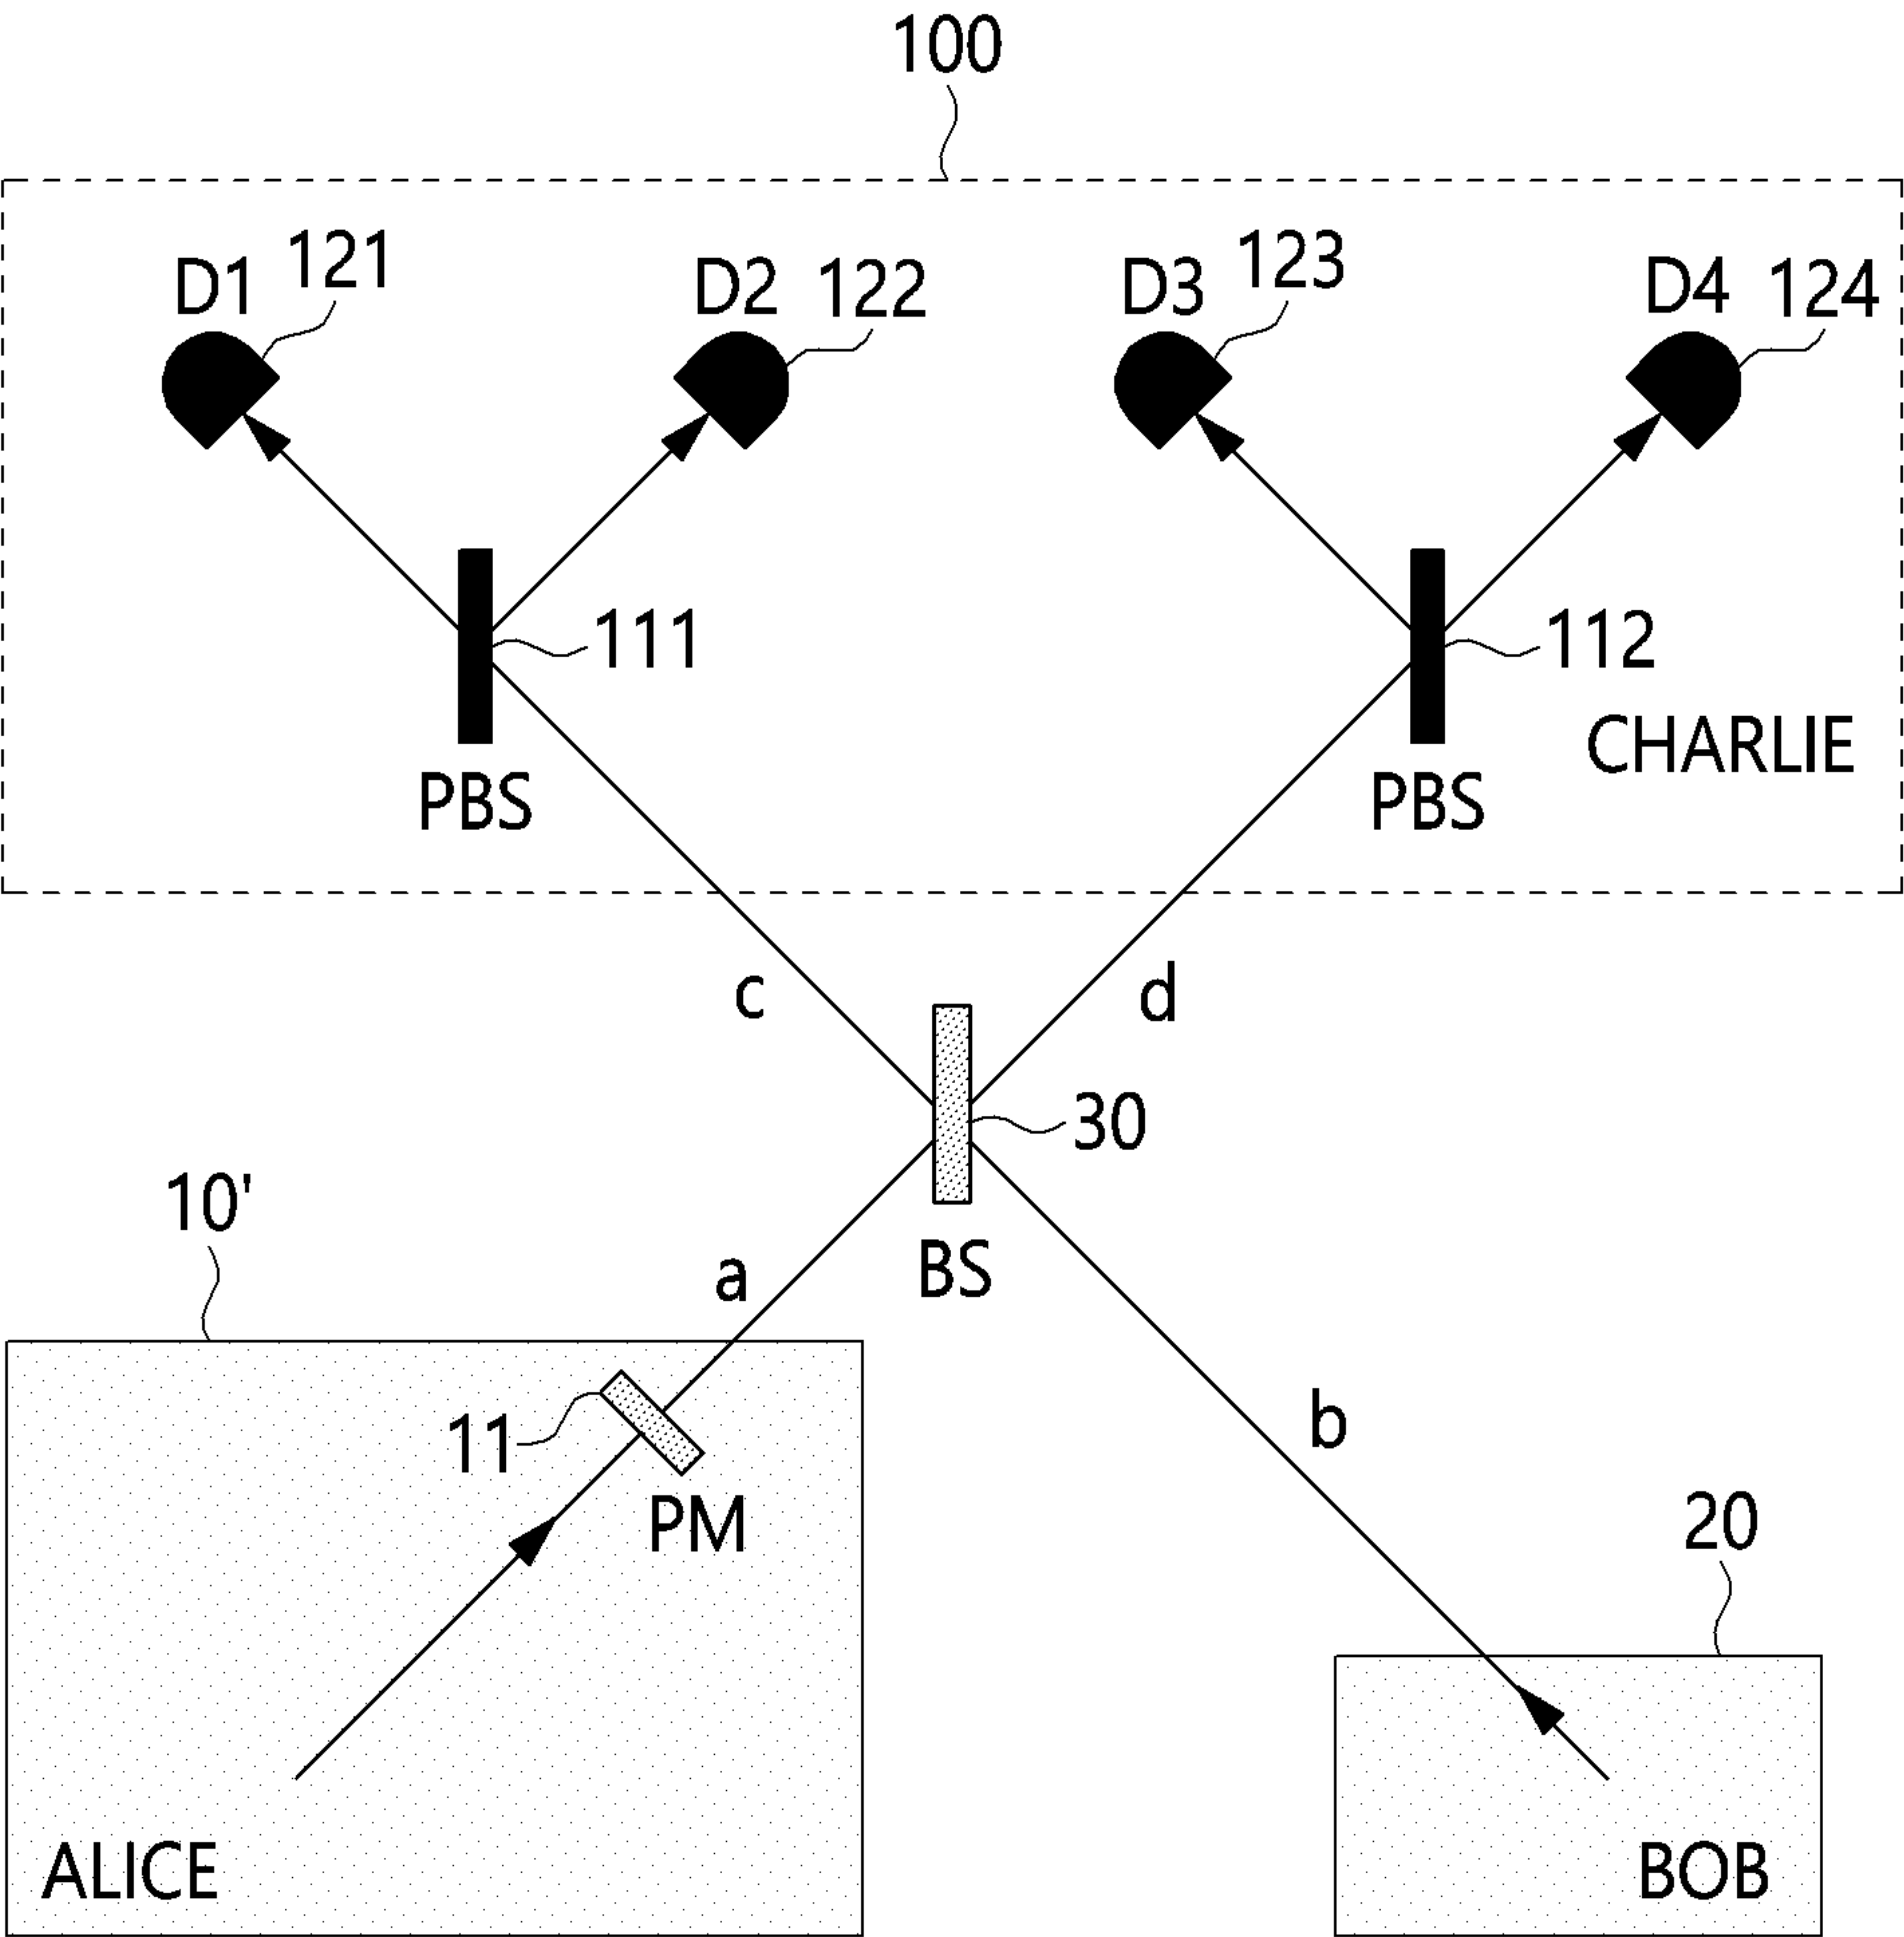 100
D1 121 D2 122 D3 123 D4 124
111 112
CHARLIE
PBS PBS
c d
30
10' BS
a
11 b
PM 20
ALICE BOB